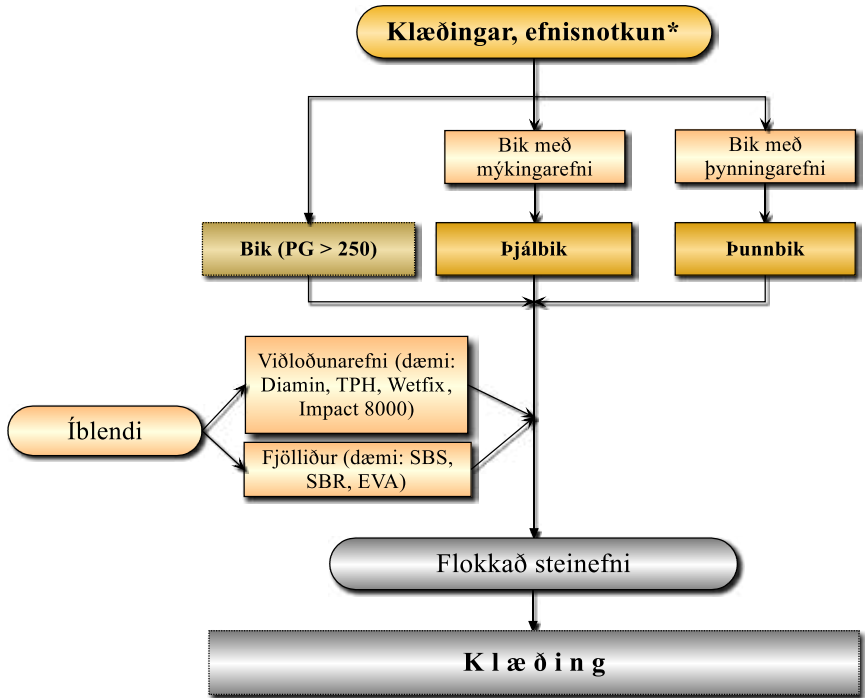 Klæðingar, efnisnotkun*
Bik með
mýkingarefni
Bik með
þynningarefni
Bik (PG > 250)
Þjálbik
Þunnbik
Viðloðunarefni (dæmi:
Diamin, TPH, Wetfix,
Impact 8000)
Íblendi
Fjölliður (dæmi: SBS,
SBR, EVA)
Flokkað steinefni
Klæðing